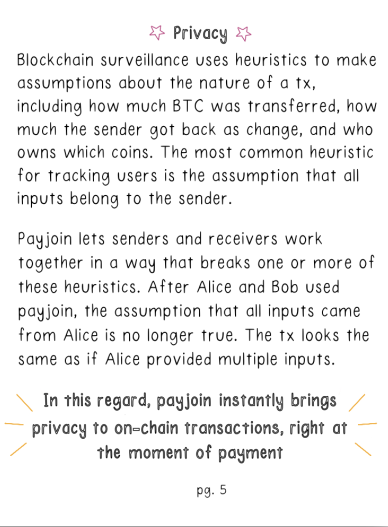 Privacy
Blockchain surveillance uses heuristics to make
assumptions about the nature of a tx,
including how much BTC was transferred, how
much the sender got back as change, and who
owns which coins. The most common heuristic
for tracking users is the assumption that all
inputs belong to the sender.
Payjoin lets senders and receivers work
together in a way that breaks one or more of
these heuristics. After Alice and Bob used
payjoin, the assumption that all inputs came
from Alice is no longer true. The tx looks the
same as if Alice provided multiple inputs.
In this regard, payjoin instantly brings
privacy to on-chain transactions, right at
the moment of payment
pg. 5